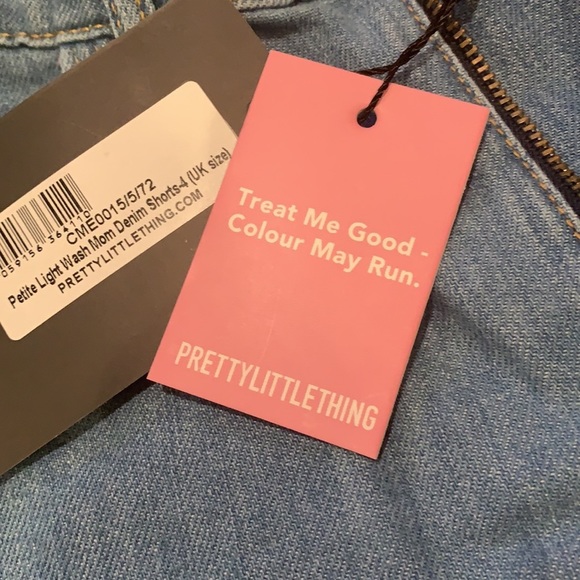 CME0015/5/72
Petite Light Wash Mom Denim Shorts-4 (UK size)
PRETTYLITTLETHING.COM
Treat Me Good -
Colour May Run.
PRETTYLITTLETHING